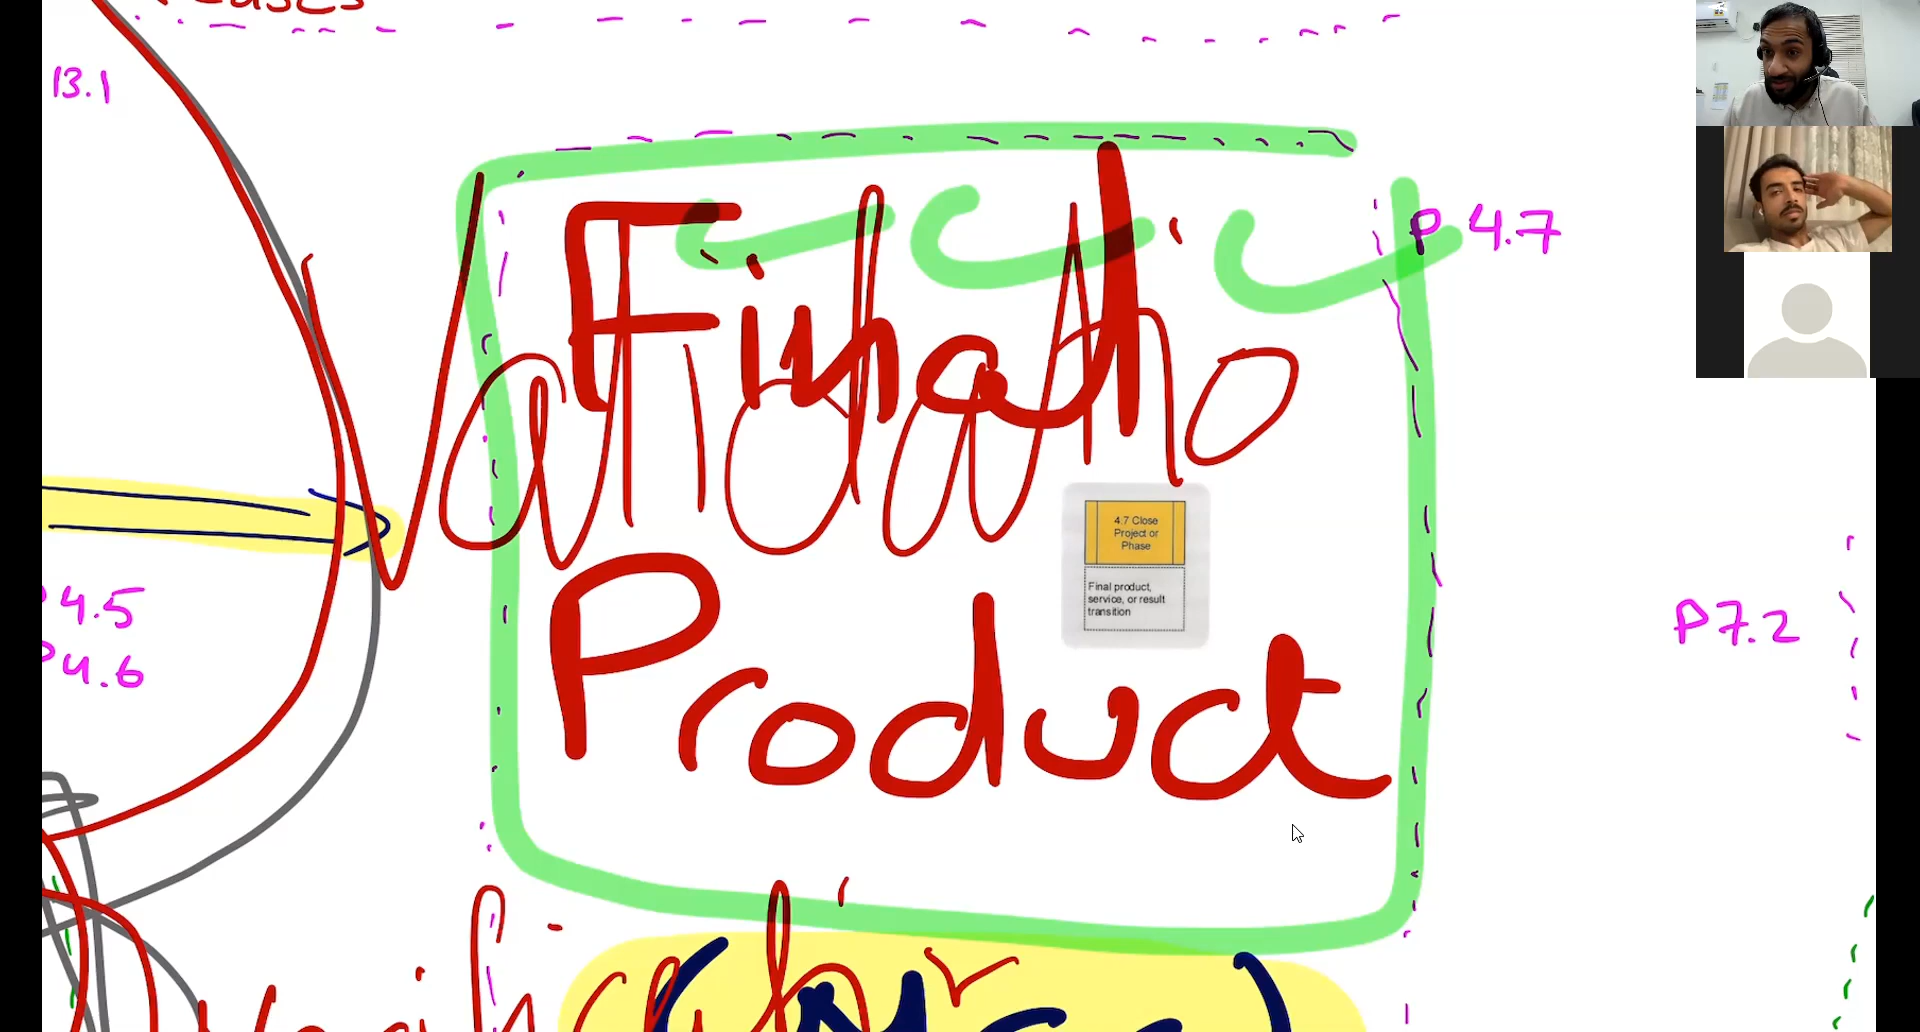 13.1
P 4.7
Final
Validatio
4.7 Close
Project or
Phase
Final product,
service, or result
transition
4.5
P4.6
P7.2
Product